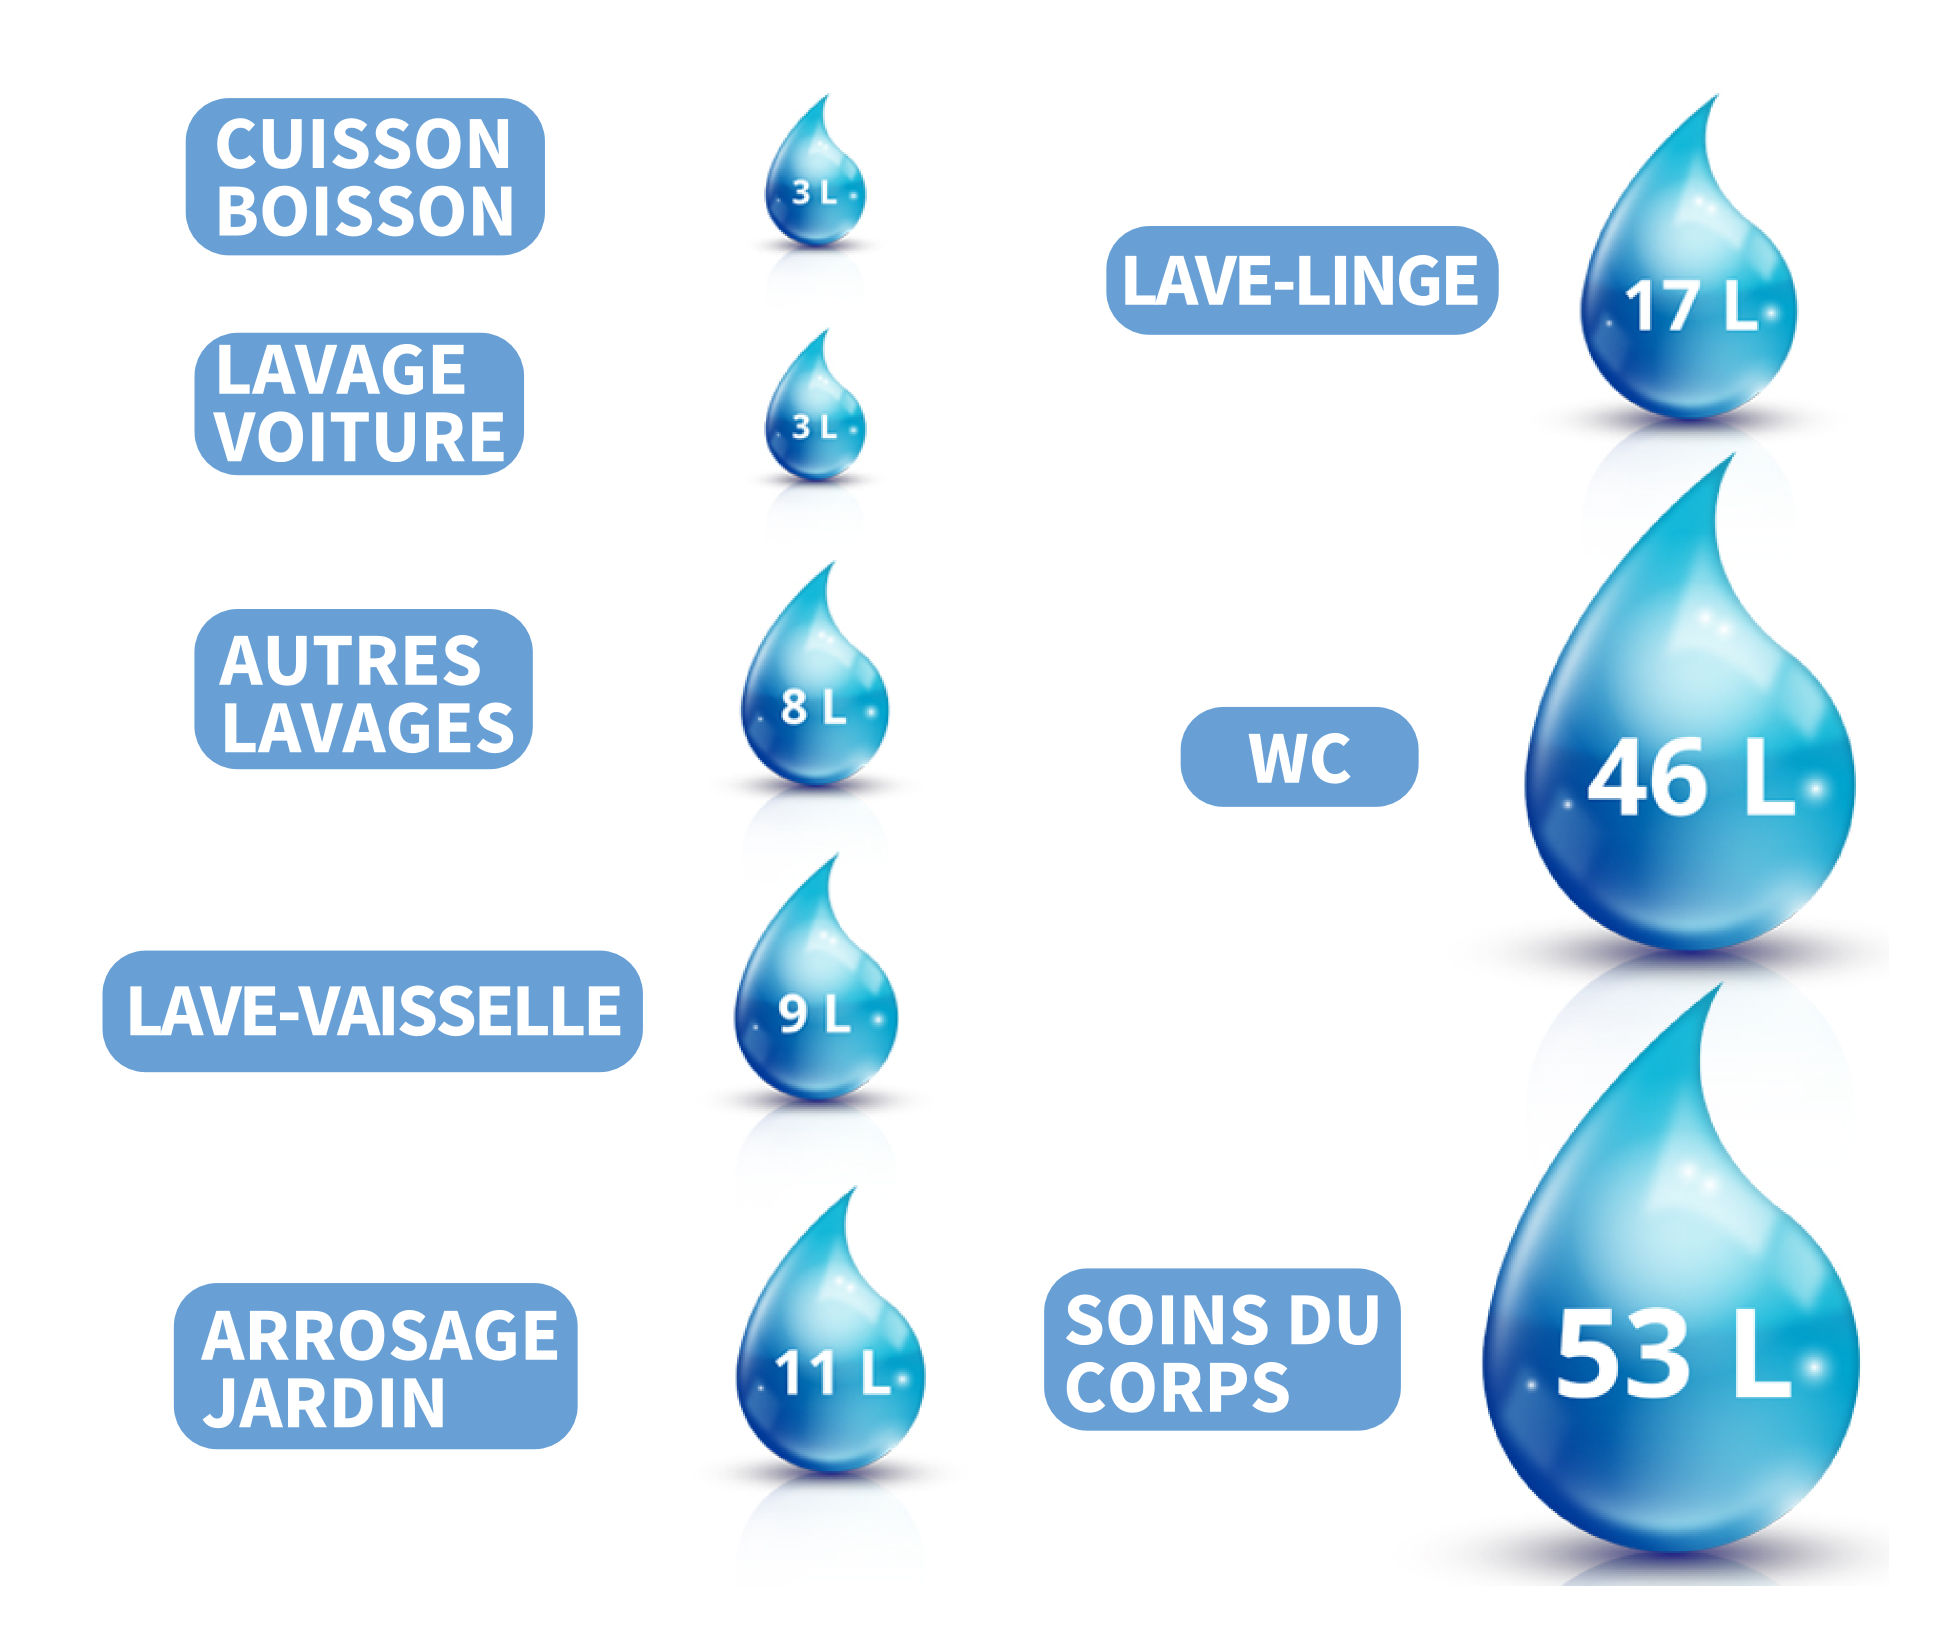 CUISSON
BOISSON
3 L
LAVAGE
VOITURE
3 L
AUTRES
LAVAGES
8 L
LAVE-VAISSELLE
9 L
ARROSAGE
JARDIN
11 L
LAVE-LINGE
17 L
WC
46 L
SOINS DU
CORPS
53 L